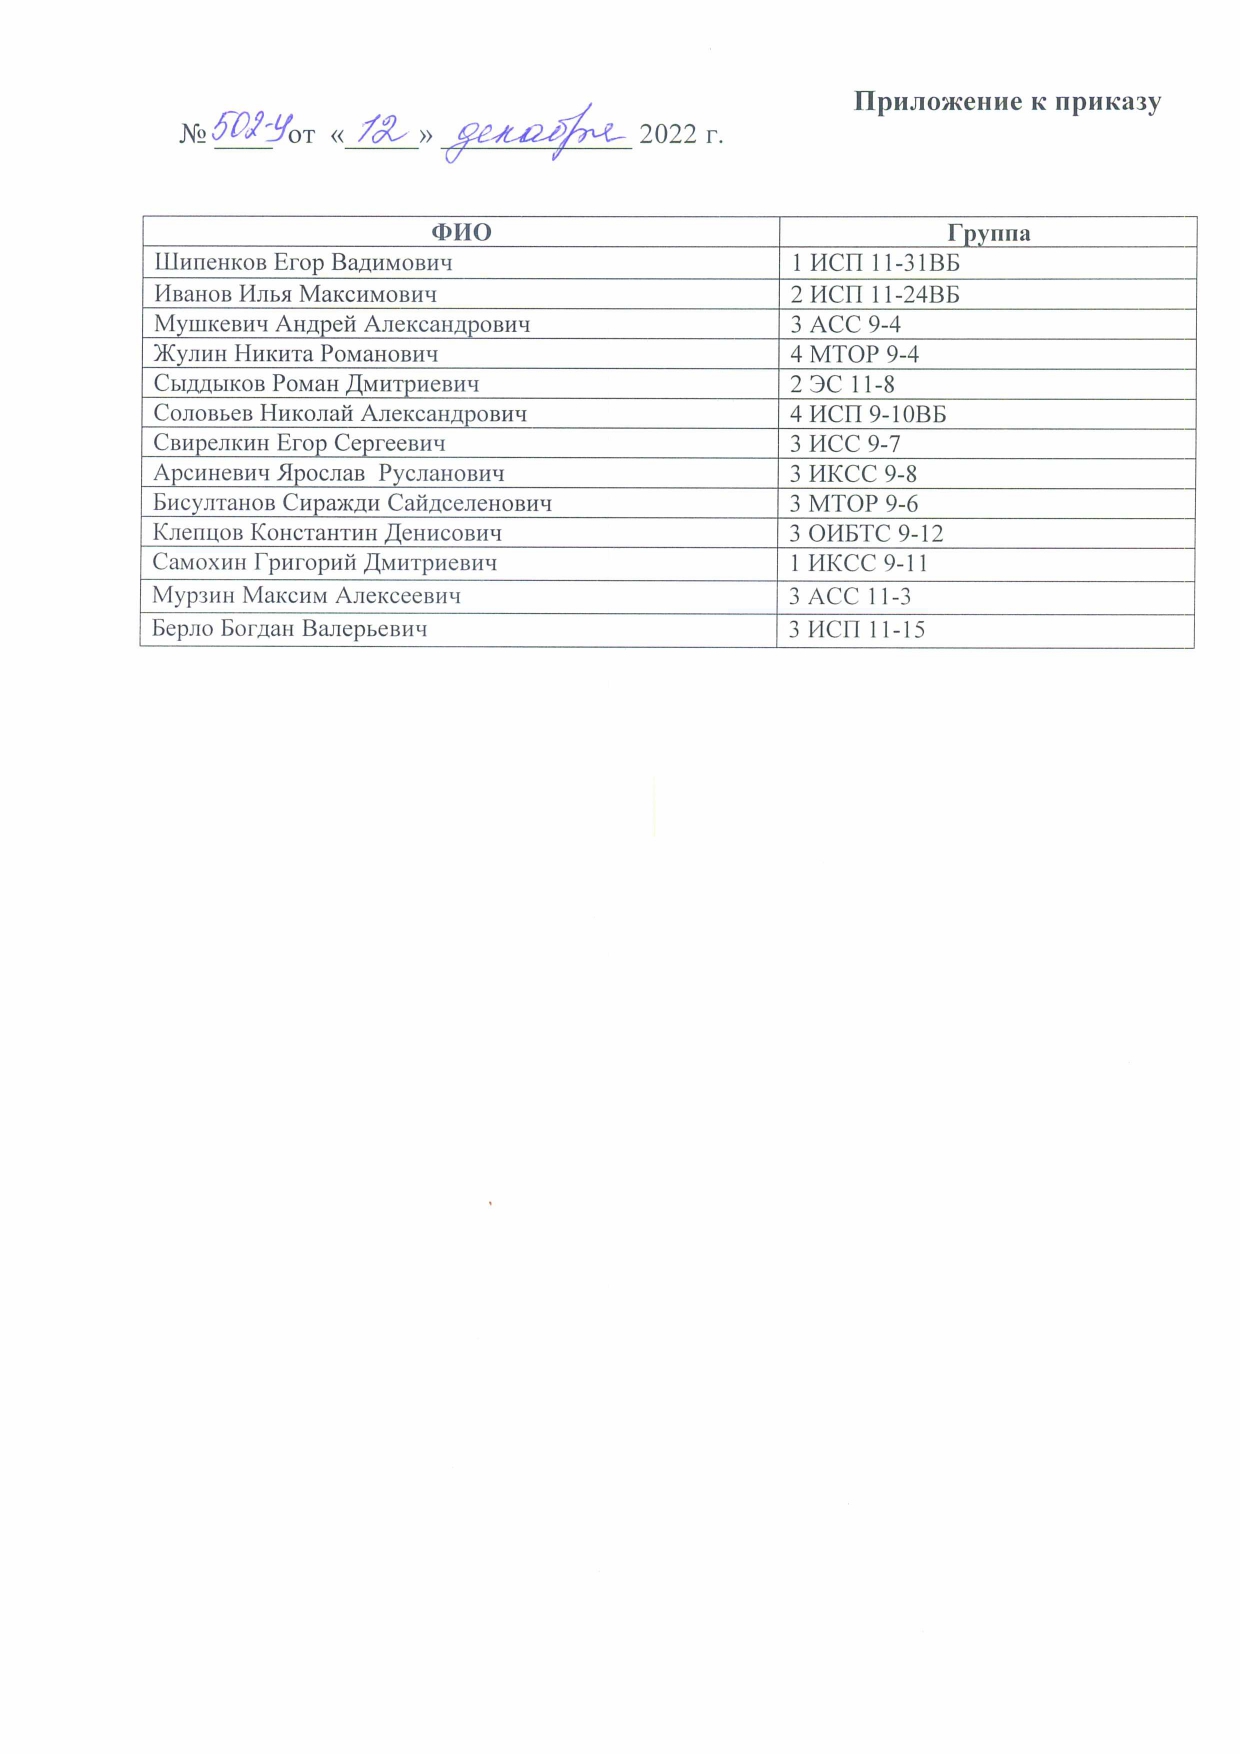 Приложение к приказу
№ 502-У от « 12 » декабря 2022 г.
ФИО Группа
Шипенков Егор Вадимович 1 ИСП 11-31ВБ
Иванов Илья Максимович 2 ИСП 11-24ВБ
Мушкевич Андрей Александрович 3 АСС 9-4
Жулин Никита Романович 4 МТОР 9-4
Сыддыков Роман Дмитриевич 2 ЭС 11-8
Соловьев Николай Александрович 4 ИСП 9-10ВБ
Свирелкин Егор Сергеевич 3 ИСС 9-7
Арсиневич Ярослав Русланович 3 ИКСС 9-8
Бисултанов Сиражди Сайдселенович 3 МТОР 9-6
Клепцов Константин Денисович 3 ОИБТС 9-12
Самохин Григорий Дмитриевич 1 ИКСС 9-11
Мурзин Максим Алексеевич 3 АСС 11-3
Берло Богдан Валерьевич 3 ИСП 11-15